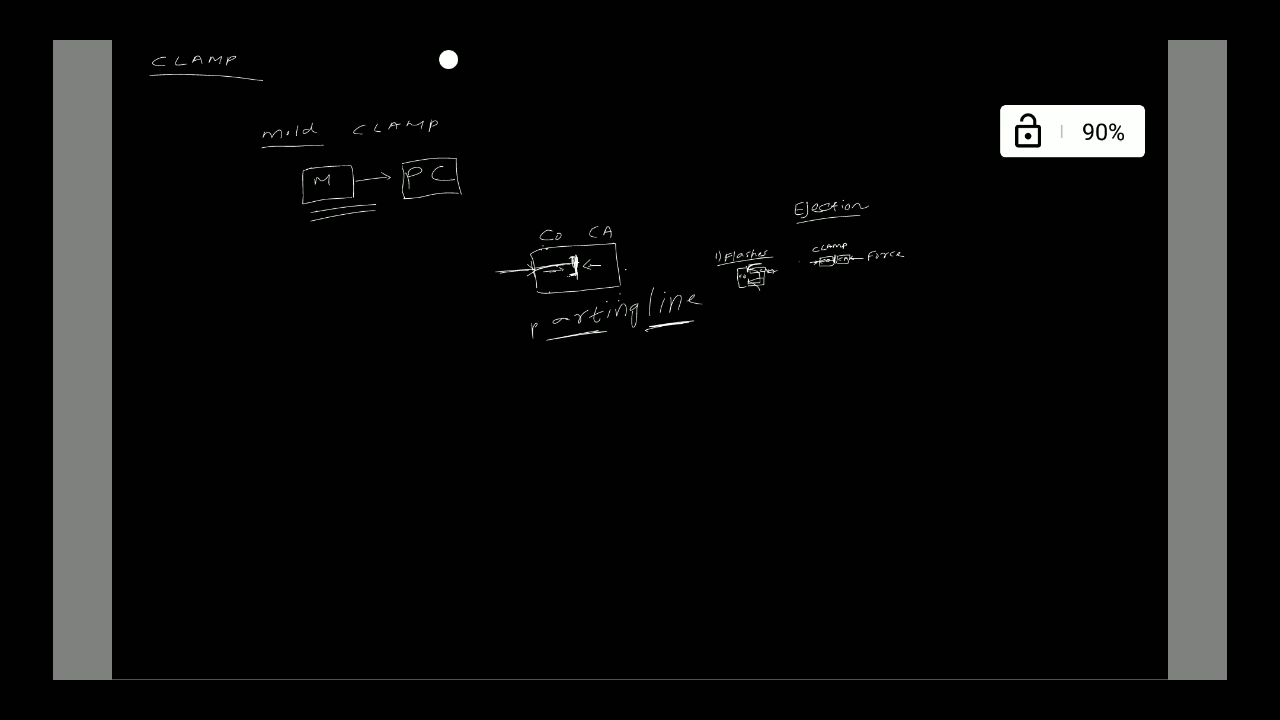 CLAMP
90%
mold CLAMP
M PC
Ejection
Co CA
CLAMP
1) Flashes
Force
parting line